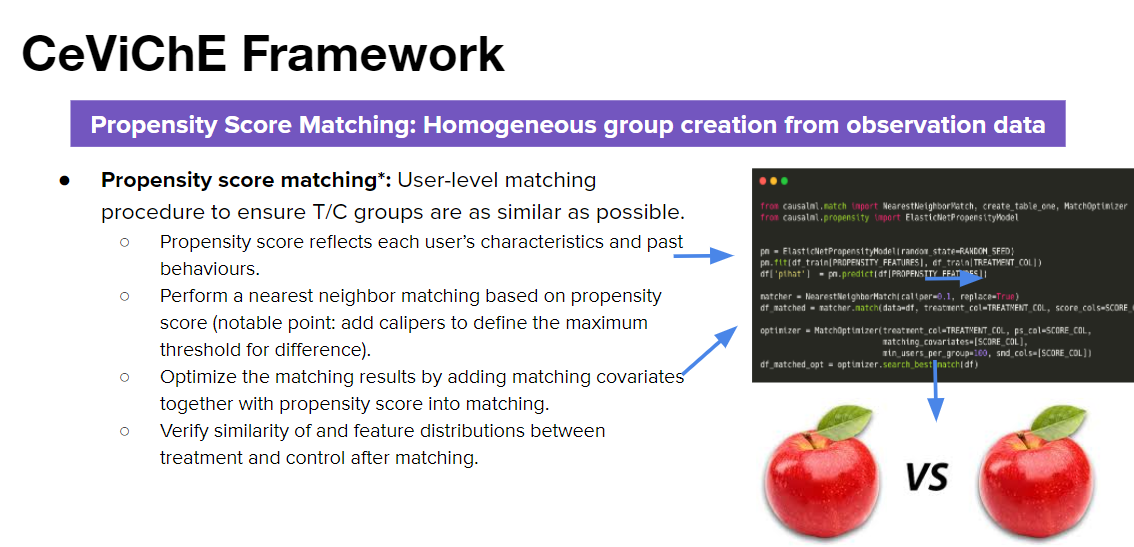 CeViChE Framework
Propensity Score Matching: Homogeneous group creation from observation data
● Propensity score matching*: User-level matching
procedure to ensure T/C groups are as similar as possible.
○ Propensity score reflects each user's characteristics and past
behaviours.
○ Perform a nearest neighbor matching based on propensity
score (notable point: add calipers to define the maximum
threshold for difference).
○ Optimize the matching results by adding matching covariates
together with propensity score into matching.
○ Verify similarity of and feature distributions between
treatment and control after matching.
from causalml.match import NearestNeighborMatch, create_table_one, MatchOptimizer
from causalml.propensity import ElasticNetPropensityModel
pm = ElasticNetPropensityModel(random_state=RANDOM_SEED)
pm.fit(df_train[PROPENSITY_FEATURES], df_train[TREATMENT_COL])
df['pihat'] = pm.predict(df[PROPENSITY_FEATURES])
matcher = NearestNeighborMatch(caliper=0.1, replace=True)
df_matched = matcher.match(data=df, treatment_col=TREATMENT_COL, score_cols=SCORE_
optimizer = MatchOptimizer(treatment_col=TREATMENT_COL, ps_col=SCORE_COL,
matching_covariates=[SCORE_COL],
min_users_per_group=100, smd_cols=[SCORE_COL])
df_matched_opt = optimizer.search_best_match(df)
VS